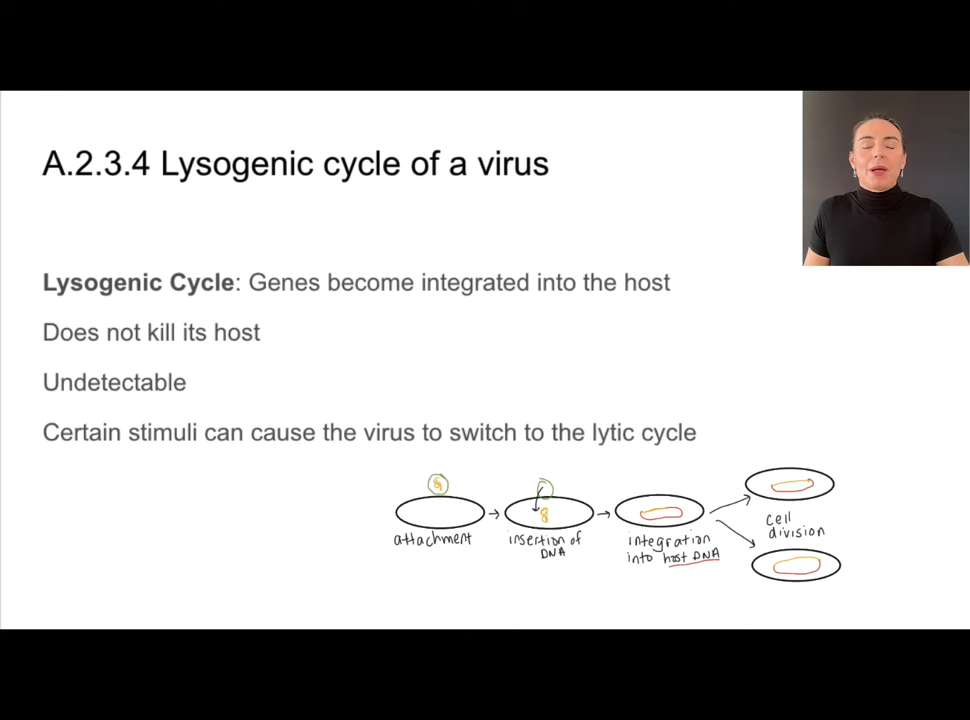 A.2.3.4 Lysogenic cycle of a virus
Lysogenic Cycle: Genes become integrated into the host
Does not kill its host
Undetectable
Certain stimuli can cause the virus to switch to the lytic cycle
attachment
insertion of
DNA
integration
into host DNA
cell
division